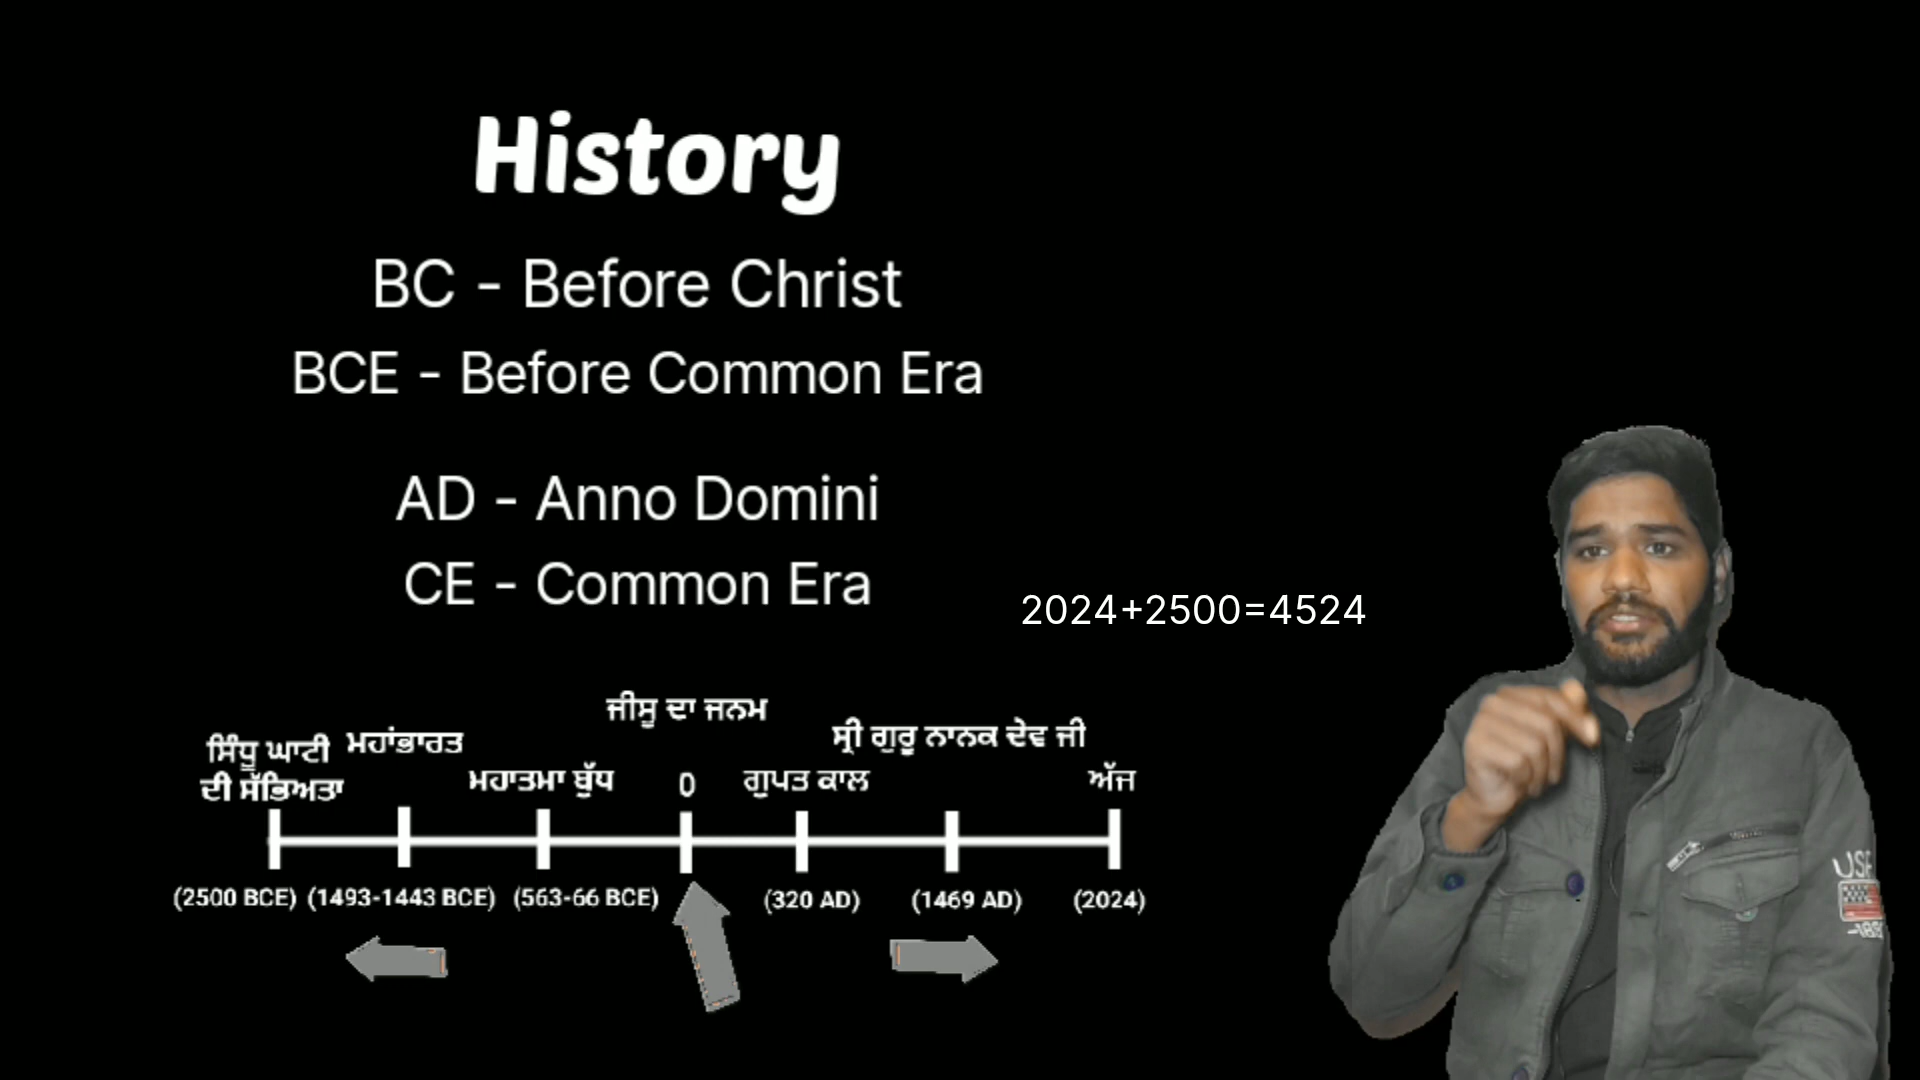 History
BC - Before Christ
BCE - Before Common Era
AD - Anno Domini
CE - Common Era
2024+2500=4524
ਜੀਸੂ ਦਾ ਜਨਮ
ਸਿੰਧੂ ਘਾਟੀ
ਦੀ ਸੱਭਿਅਤਾ
ਮਹਾਂਭਾਰਤ
ਮਹਾਤਮਾ ਬੁੱਧ
0
ਗੁਪਤ ਕਾਲ
ਸ੍ਰੀ ਗੁਰੂ ਨਾਨਕ ਦੇਵ ਜੀ
ਅੱਜ
(2500 BCE) (1493-1443 BCE) (563-66 BCE) (320 AD) (1469 AD) (2024)